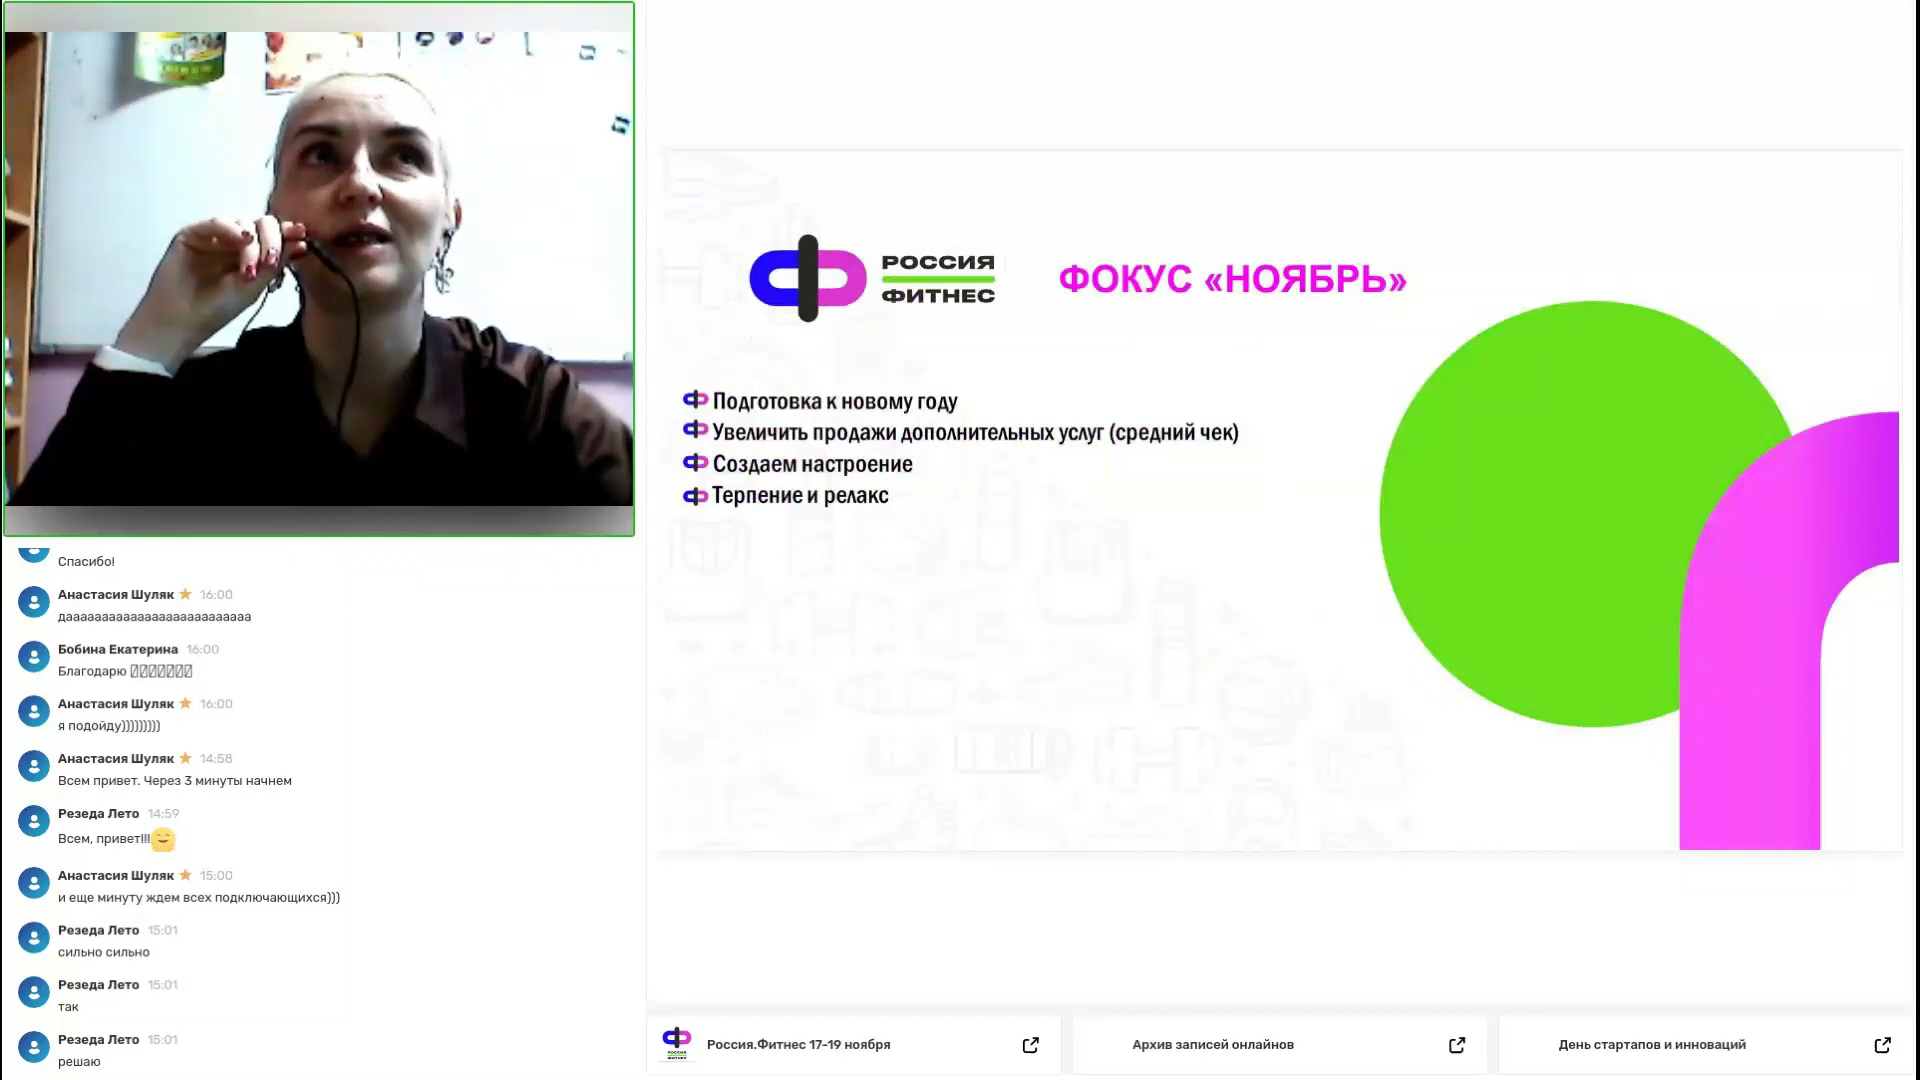 Спасибо!
Анастасия Шуляк 16:00
даааааааааааааааааааааааааа
Бобина Екатерина 16:00
Благодарю
Анастасия Шуляк 16:00
я подойду)))))))))
Анастасия Шуляк 14:58
Всем привет. Через 3 минуты начнем
Резеда Лето 14:59
Всем, привет!!!
Анастасия Шуляк 15:00
и еще минуту ждем всех подключающихся)))
Резеда Лето 15:01
сильно сильно
Резеда Лето 15:01
так
Резеда Лето 15:01
решаю
РОССИЯ
ФИТНЕС
ФОКУС «НОЯБРЬ»
Подготовка к новому году
Увеличить продажи дополнительных услуг (средний чек)
Создаем настроение
Терпение и релакс
Россия.Фитнес 17-19 ноября
Архив записей онлайнов
День стартапов и инноваций